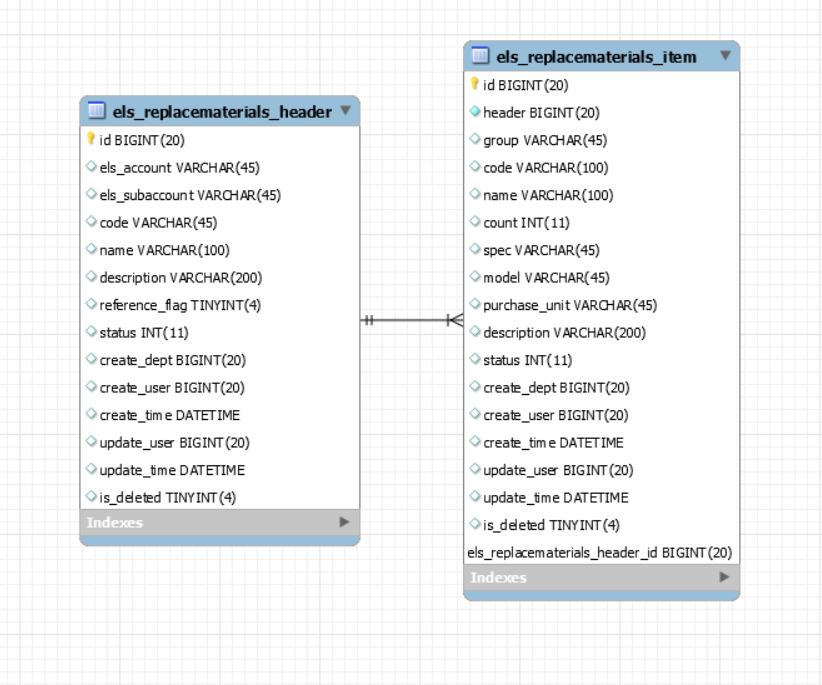 els_replacematerials_header
id BIGINT(20)
els_account VARCHAR(45)
els_subaccount VARCHAR(45)
code VARCHAR(45)
name VARCHAR(100)
description VARCHAR(200)
reference_flag TINYINT(4)
status INT(11)
create_dept BIGINT(20)
create_user BIGINT(20)
create_time DATETIME
update_user BIGINT(20)
update_time DATETIME
is_deleted TINYINT(4)
Indexes
els_replacematerials_item
id BIGINT(20)
header BIGINT(20)
group VARCHAR(45)
code VARCHAR(100)
name VARCHAR(100)
count INT(11)
spec VARCHAR(45)
model VARCHAR(45)
purchase_unit VARCHAR(45)
description VARCHAR(200)
status INT(11)
create_dept BIGINT(20)
create_user BIGINT(20)
create_time DATETIME
update_user BIGINT(20)
update_time DATETIME
is_deleted TINYINT(4)
els_replacematerials_header_id BIGINT(20)
Indexes